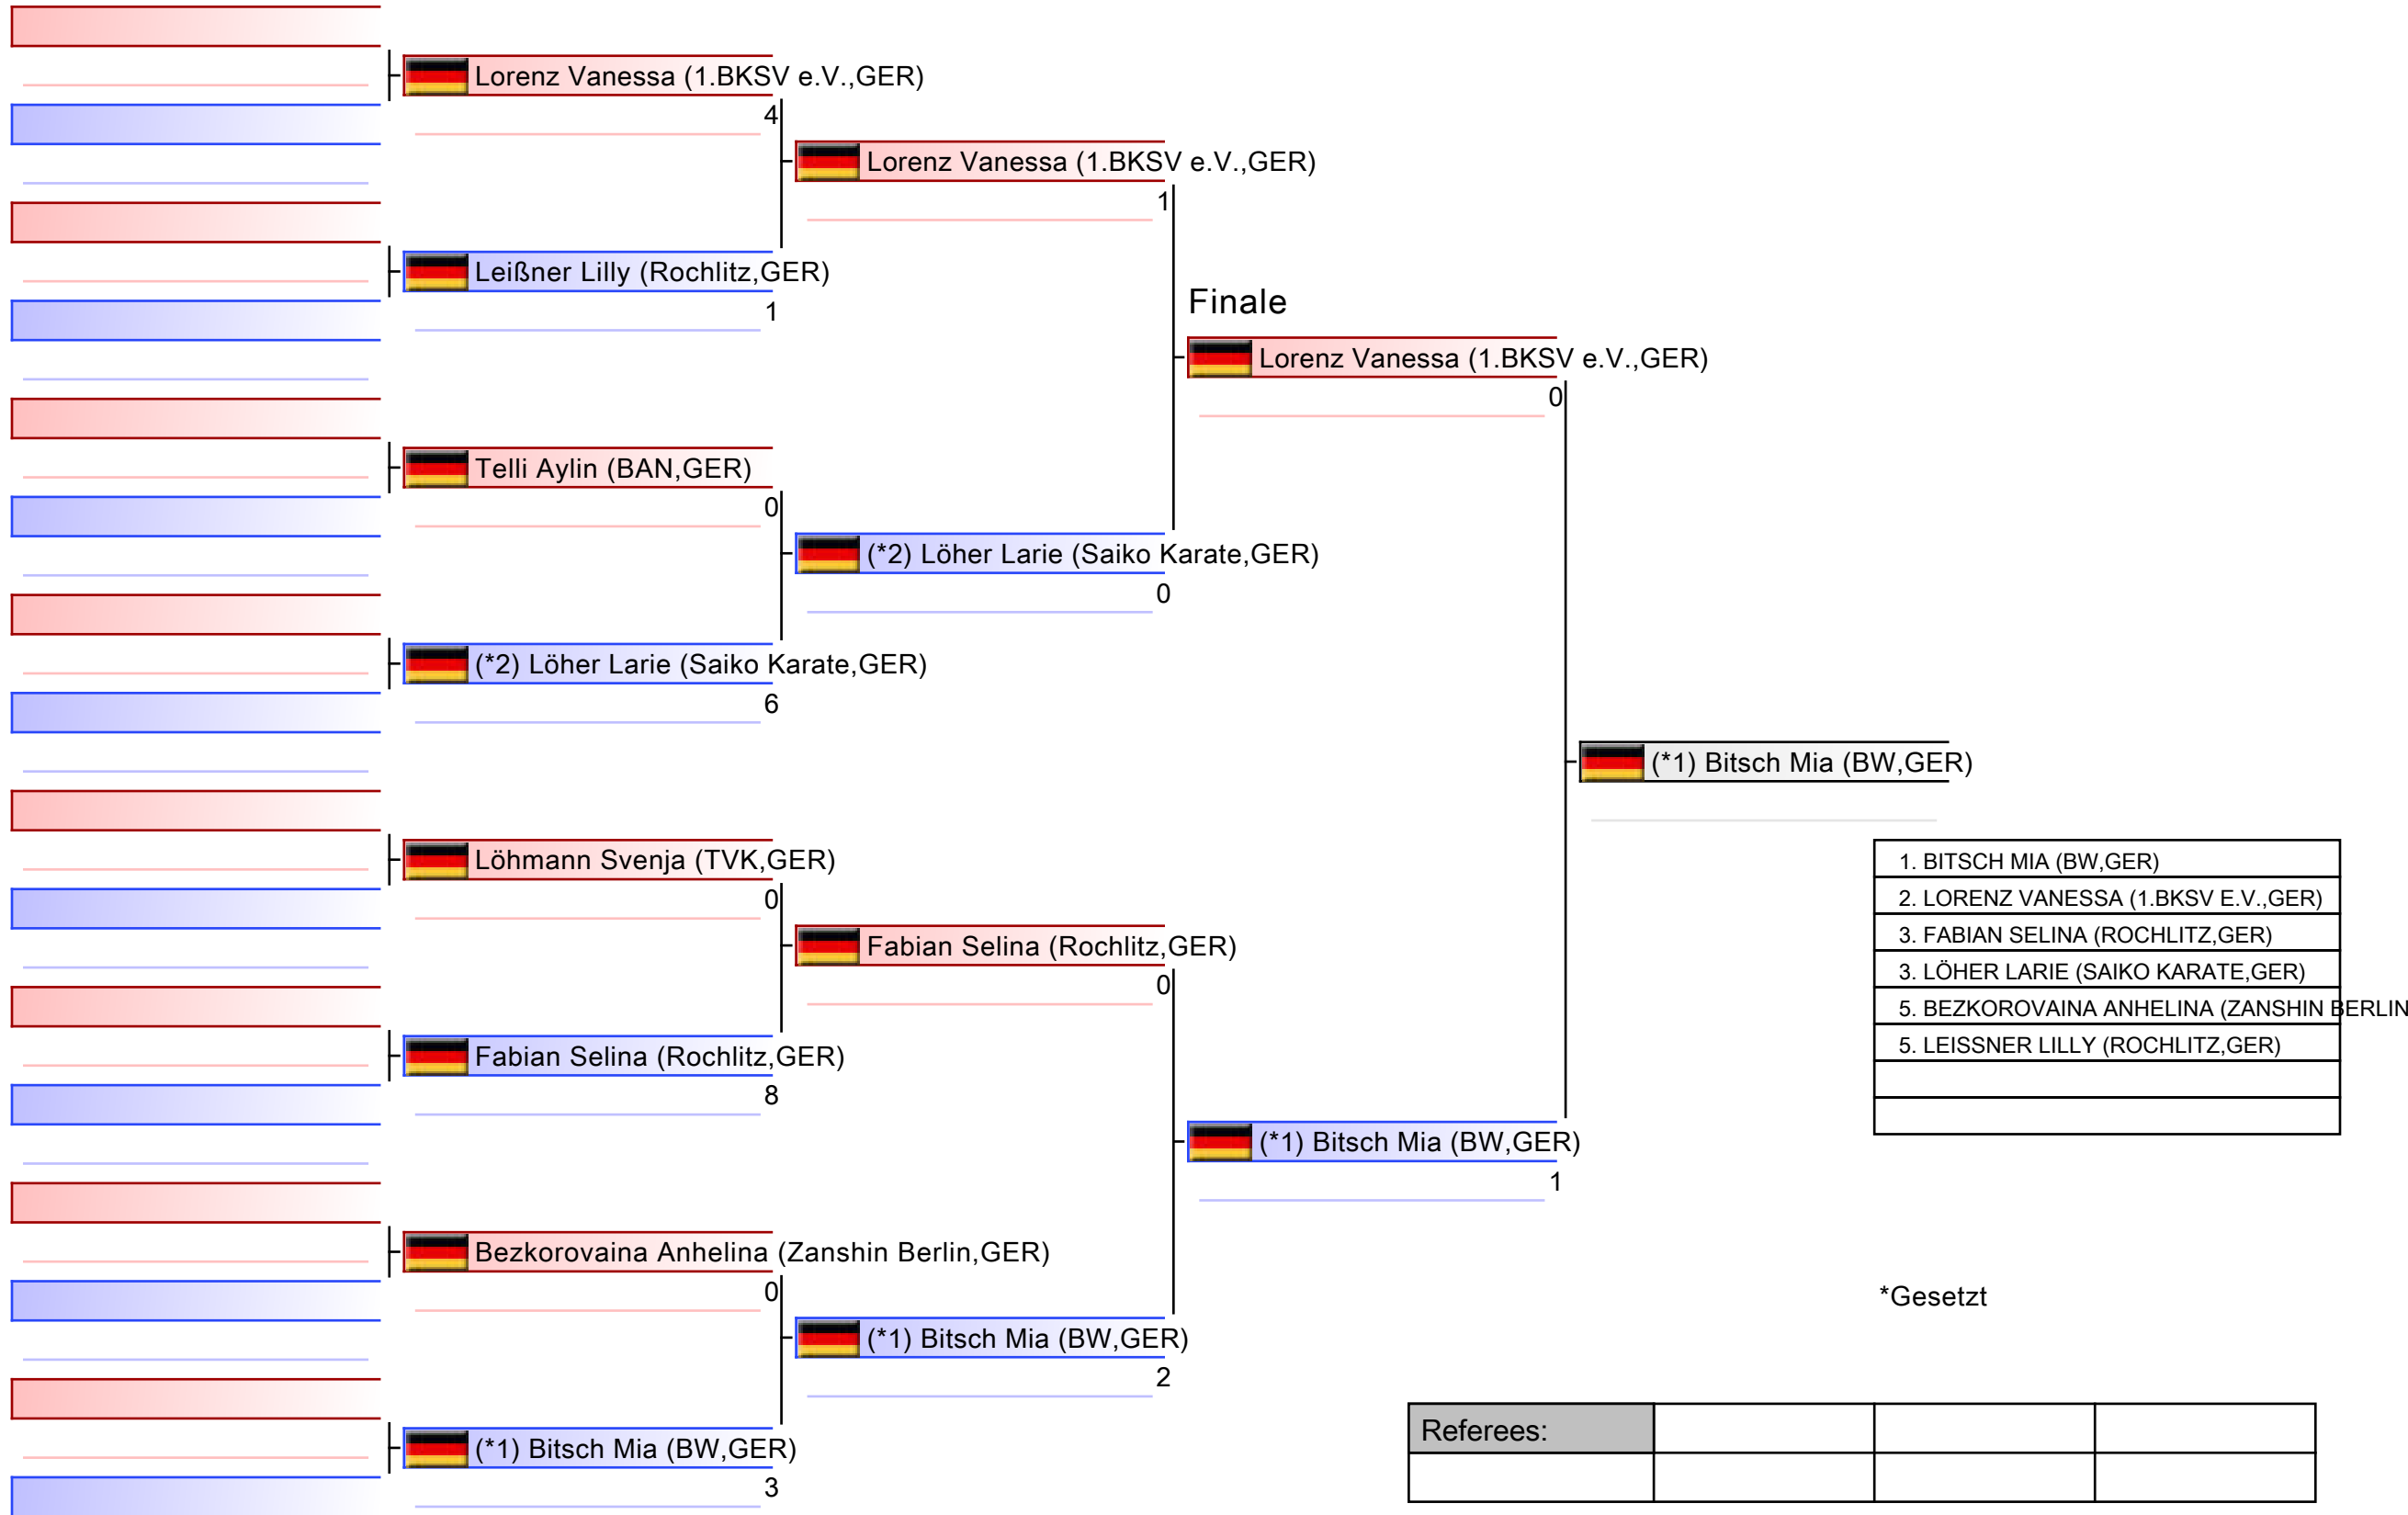 Lorenz Vanessa (1.BKSV e.V.,GER)
4
Leißner Lilly (Rochlitz,GER)
1
Telli Aylin (BAN,GER)
0
(*2) Löher Larie (Saiko Karate,GER)
6
Löhmann Svenja (TVK,GER)
0
Fabian Selina (Rochlitz,GER)
8
Bezkorovaina Anhelina (Zanshin Berlin,GER)
0
(*1) Bitsch Mia (BW,GER)
3
Lorenz Vanessa (1.BKSV e.V.,GER)
1
(*2) Löher Larie (Saiko Karate,GER)
0
Fabian Selina (Rochlitz,GER)
0
(*1) Bitsch Mia (BW,GER)
2
Finale
Lorenz Vanessa (1.BKSV e.V.,GER)
0
(*1) Bitsch Mia (BW,GER)
1
(*1) Bitsch Mia (BW,GER)
1. BITSCH MIA (BW,GER)
2. LORENZ VANESSA (1.BKSV E.V.,GER)
3. FABIAN SELINA (ROCHLITZ,GER)
3. LÖHER LARIE (SAIKO KARATE,GER)
5. BEZKOROVAINA ANHELINA (ZANSHIN BERLIN
5. LEISSNER LILLY (ROCHLITZ,GER)
*Gesetzt
Referees: